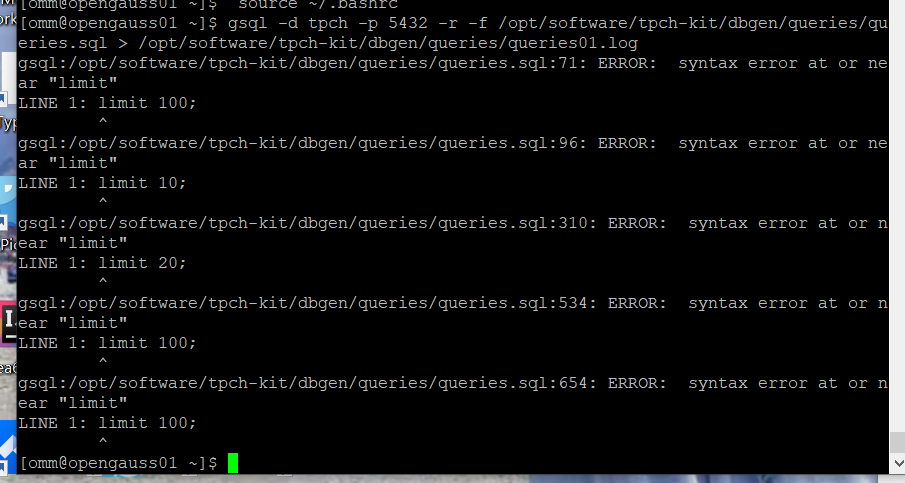 [omm@opengauss01 ~]$  source ~/.bashrc
[omm@opengauss01 ~]$ gsql -d tpch -p 5432 -r -f /opt/software/tpch-kit/dbgen/queries/qu
eries.sql > /opt/software/tpch-kit/dbgen/queries/queries01.log
gsql:/opt/software/tpch-kit/dbgen/queries/queries.sql:71: ERROR:  syntax error at or ne
ar "limit"
LINE 1: limit 100;
^
gsql:/opt/software/tpch-kit/dbgen/queries/queries.sql:96: ERROR:  syntax error at or ne
ar "limit"
LINE 1: limit 10;
^
gsql:/opt/software/tpch-kit/dbgen/queries/queries.sql:310: ERROR:  syntax error at or n
ear "limit"
LINE 1: limit 20;
^
gsql:/opt/software/tpch-kit/dbgen/queries/queries.sql:534: ERROR:  syntax error at or n
ear "limit"
LINE 1: limit 100;
^
gsql:/opt/software/tpch-kit/dbgen/queries/queries.sql:654: ERROR:  syntax error at or n
ear "limit"
LINE 1: limit 100;
^
[omm@opengauss01 ~]$